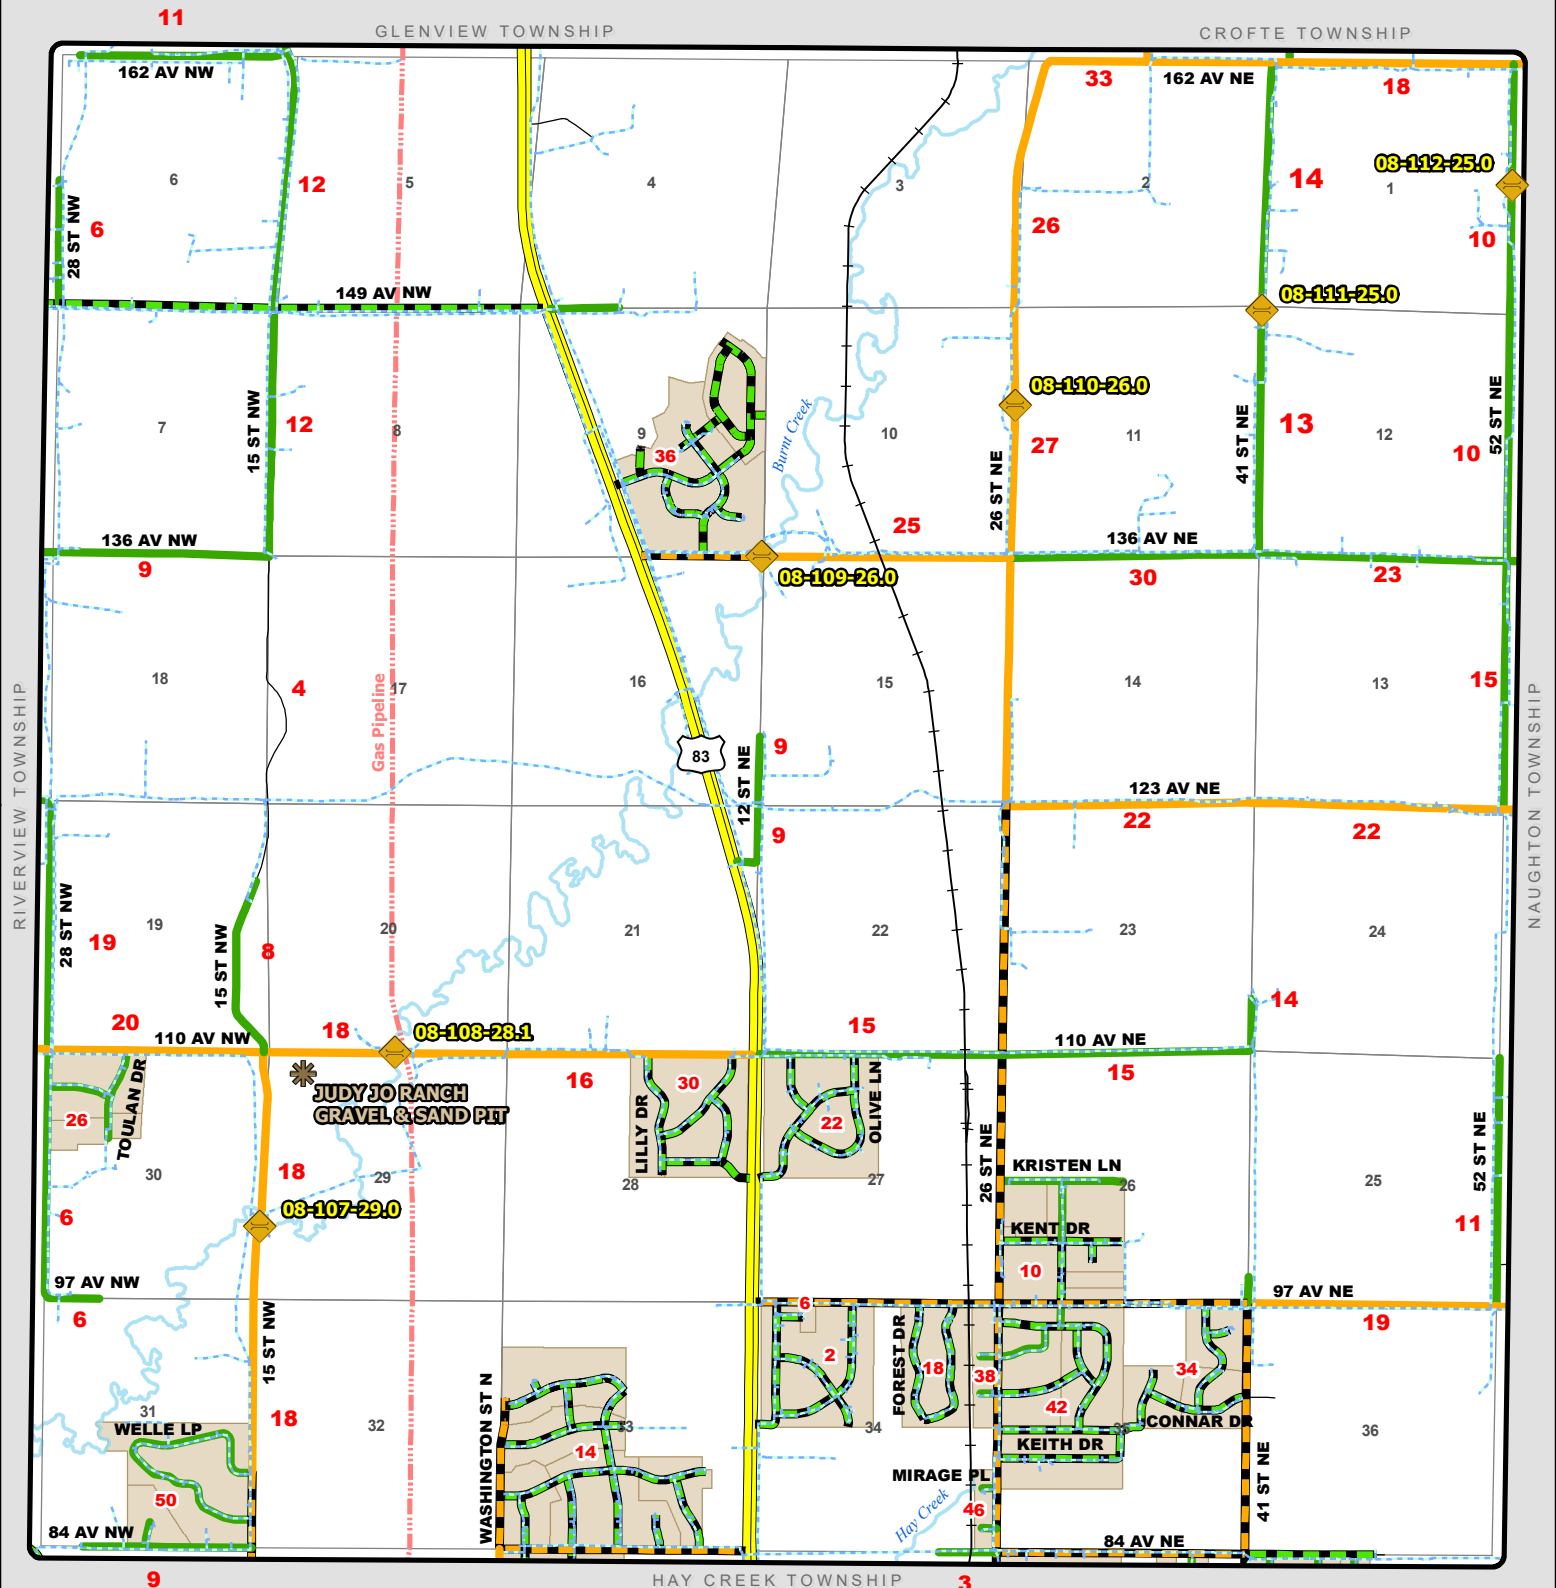 11
GLENVIEW TOWNSHIP
CROFTE TOWNSHIP
162 AV NW
33
162 AV NE
18
08-112-25.0
6
12
5
4
3
2
14
1
28 ST NW
6
26
10
149 AV NW
08-111-25.0
08-110-26.0
15 ST NW
7
12
8
9
36
Burnt Creek
10
27
11
41 ST NE
13
12
10
52 ST NE
26 ST NE
25
136 AV NW
9
136 AV NE
30
23
08-109-26.0
18
4
17
16
15
14
13
15
RIVERVIEW TOWNSHIP
NAUGHTON TOWNSHIP
Gas Pipeline
83
12 ST NE
9
123 AV NE
22
22
9
28 ST NW
19
19
15 ST NW
8
20
21
22
23
24
20
110 AV NW
18
08-108-28.1
15
14
110 AV NE
15
16
JUDY JO RANCH
GRAVEL & SAND PIT
TOULAN DR
26
30
LILLY DR
30
22
OLIVE LN
26 ST NE
52 ST NE
18
29
28
27
KRISTEN LN
26
25
6
08-107-29.0
KENT DR
10
11
97 AV NW
6
6
97 AV NE
19
15 ST NW
2
FOREST DR
18
38
34
42
WASHINGTON ST N
31
WELLE LP
18
32
33
34
35
CONNAR DR
36
14
KEITH DR
41 ST NE
MIRAGE PL
50
46
Hay Creek
84 AV NW
84 AV NE
9
HAY CREEK TOWNSHIP
3